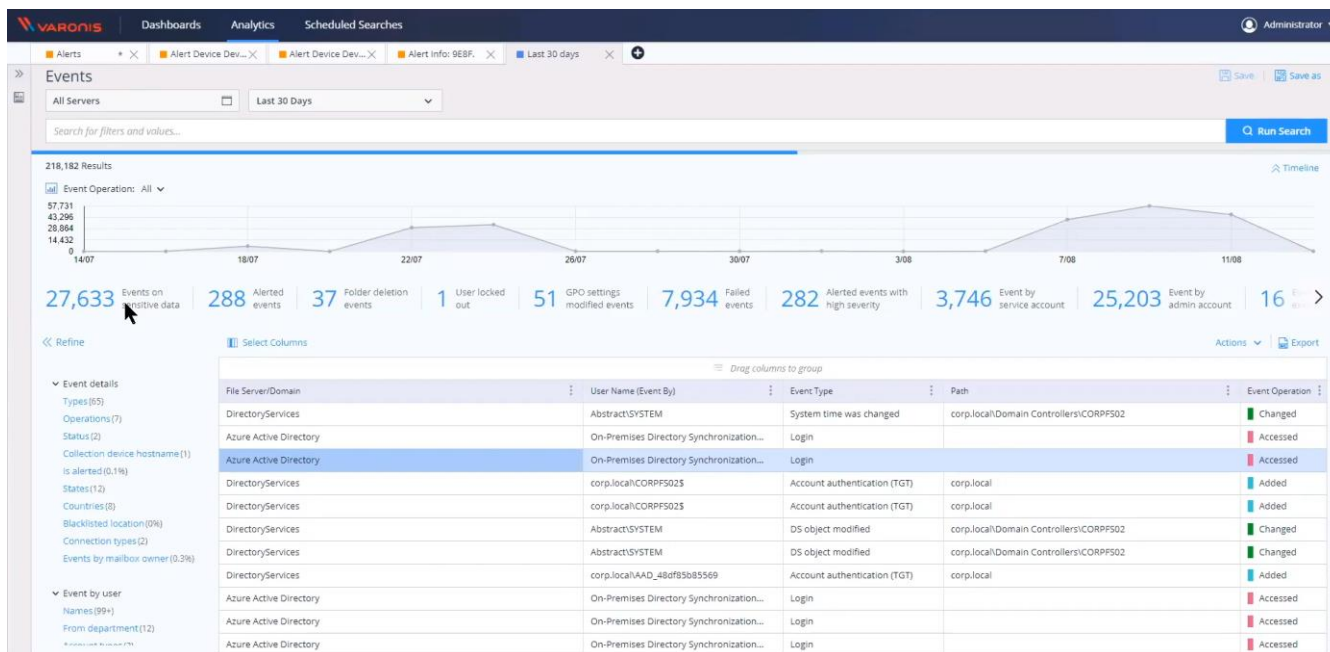 VARONIS Dashboards Analytics Scheduled Searches Administrator
Alerts Alert Device Dev... Alert Device Dev... Alert Info: 9E8F. Last 30 days
Events Save Save as
All Servers Last 30 Days
Search for filters and values... Run Search
218,182 Results Timeline
Event Operation: All
57,731
43,296
28,864
14,432
0
14/07 18/07 22/07 26/07 30/07 3/08 7/08 11/08
27,633 Events on sensitive data 288 Alerted events 37 Folder deletion events 1 User locked out 51 GPO settings modified events 7,934 Failed events 282 Alerted events with high severity 3,746 Event by service account 25,203 Event by admin account 16
Refine Select Columns Actions Export
Drag columns to group
Event details
Types (65)
Operations (7)
Status (2)
Collection device hostname (1)
Is alerted (0.1%)
States (12)
Countries (8)
Blacklisted location (0%)
Connection types (2)
Events by mailbox owner (0.3%)
Event by user
Names (99+)
From department (12)
File Server/Domain User Name (Event By) Event Type Path Event Operation
DirectoryServices Abstract\SYSTEM System time was changed corp.local\Domain Controllers\CORPFS02 Changed
Azure Active Directory On-Premises Directory Synchronization... Login Accessed
Azure Active Directory On-Premises Directory Synchronization... Login Accessed
DirectoryServices corp.local\CORPFS02$ Account authentication (TGT) corp.local Added
DirectoryServices corp.local\CORPFS02$ Account authentication (TGT) corp.local Added
DirectoryServices Abstract\SYSTEM DS object modified corp.local\Domain Controllers\CORPFS02 Changed
DirectoryServices Abstract\SYSTEM DS object modified corp.local\Domain Controllers\CORPFS02 Changed
DirectoryServices corp.local\AAD_48df85b85569 Account authentication (TGT) corp.local Added
Azure Active Directory On-Premises Directory Synchronization... Login Accessed
Azure Active Directory On-Premises Directory Synchronization... Login Accessed
Azure Active Directory On-Premises Directory Synchronization... Login Accessed